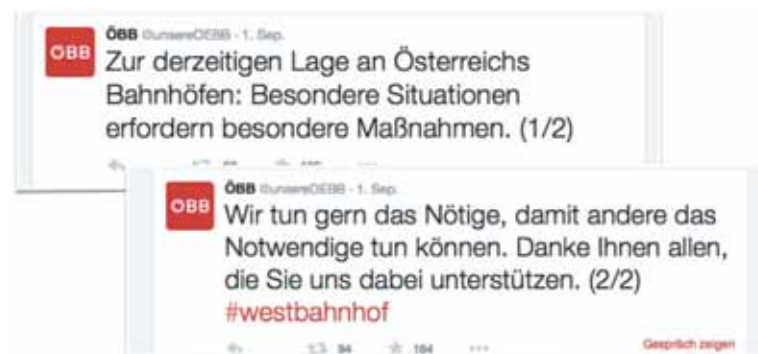 ÖBB @unsereOEBB · 1. Sep.
ÖBB
Zur derzeitigen Lage an Österreichs
Bahnhöfen: Besondere Situationen
erfordern besondere Maßnahmen. (1/2)
ÖBB @unsereOEBB · 1. Sep.
ÖBB
Wir tun gern das Nötige, damit andere das
Notwendige tun können. Danke Ihnen allen,
die Sie uns dabei unterstützen. (2/2)
#westbahnhof
94 164
Gespräch zeigen